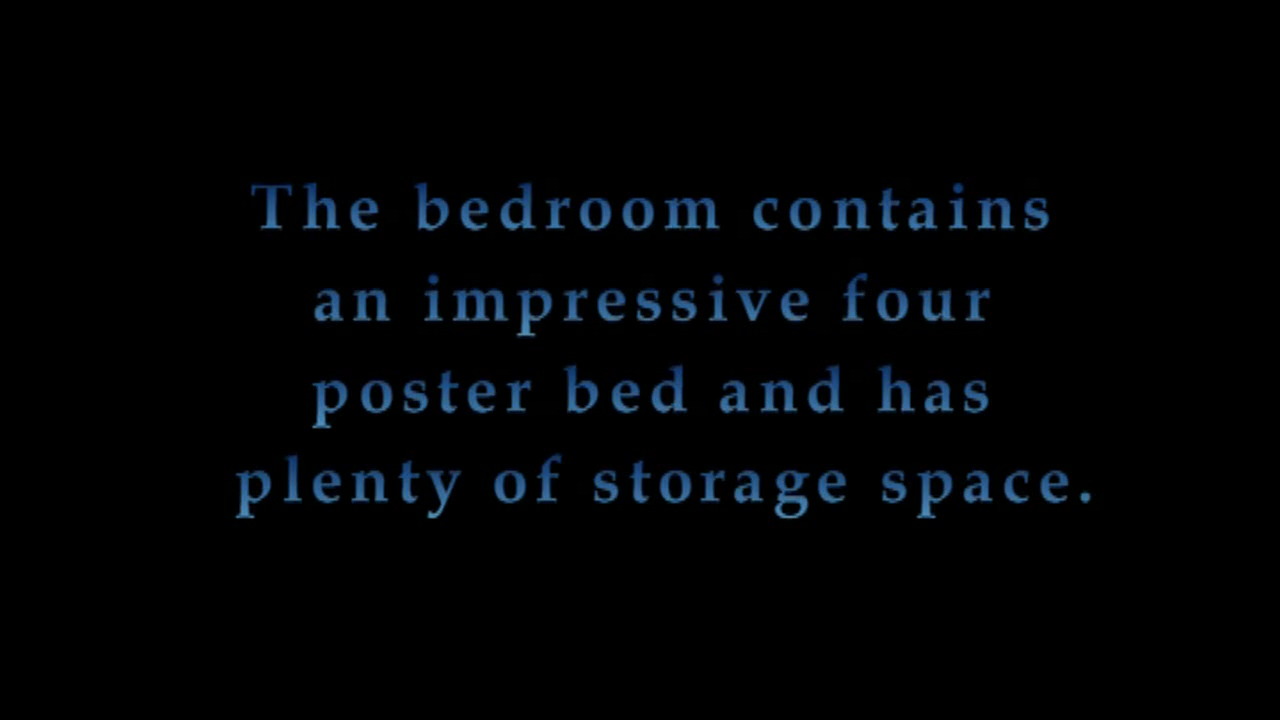 The bedroom contains
an impressive four
poster bed and has
plenty of storage space.